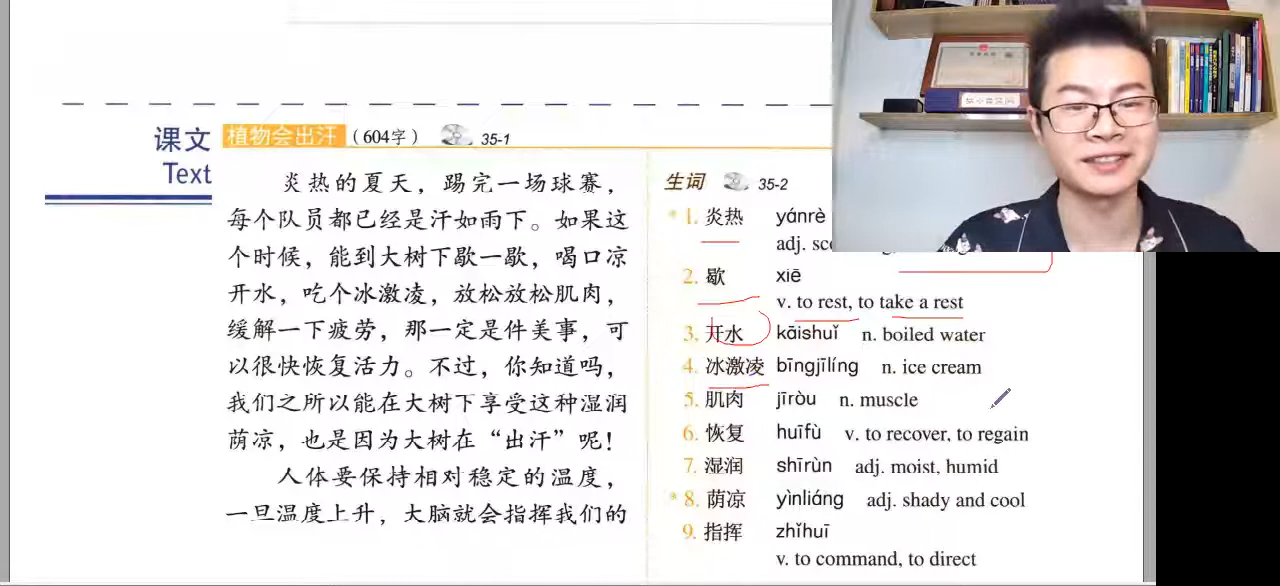 课文 植物会出汗 （604字） 35-1
Text
炎热的夏天，踢完一场球赛，
每个队员都已经是汗如雨下。如果这
个时候，能到大树下歇一歇，喝口凉
开水，吃个冰激凌，放松放松肌肉，
缓解一下疲劳，那一定是件美事，可
以很快恢复活力。不过，你知道吗，
我们之所以能在大树下享受这种湿润
荫凉，也是因为大树在“出汗”呢！
人体要保持相对稳定的温度，
一旦温度上升，大脑就会指挥我们的
生词 35-2
* 1. 炎热 yánrè
adj.
2. 歇 xiē
v. to rest, to take a rest
3. 开水 kāishuǐ n. boiled water
4. 冰激凌 bīngjīlíng n. ice cream
5. 肌肉 jīròu n. muscle
6. 恢复 huīfù v. to recover, to regain
7. 湿润 shīrùn adj. moist, humid
* 8. 荫凉 yìnliáng adj. shady and cool
9. 指挥 zhǐhuī
v. to command, to direct